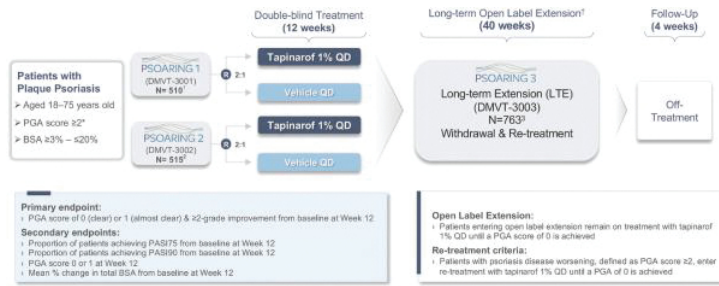 Double-blind Treatment
(12 weeks)
Long-term Open Label Extension†
(40 weeks)
Follow-Up
(4 weeks)
Patients with
Plaque Psoriasis
➤ Aged 18–75 years old
➤ PGA score ≥2*
➤ BSA ≥3% – ≤20%
PSOARING 1
(DMVT-3001)
N= 510¹
R 2:1
Tapinarof 1% QD
Vehicle QD
PSOARING 2
(DMVT-3002)
N= 515²
R 2:1
Tapinarof 1% QD
Vehicle QD
PSOARING 3
Long-term Extension (LTE)
(DMVT-3003)
N=763³
Withdrawal & Re-treatment
Off-
Treatment
Primary endpoint:
› PGA score of 0 (clear) or 1 (almost clear) & ≥2-grade improvement from baseline at Week 12
Secondary endpoints:
› Proportion of patients achieving PASI75 from baseline at Week 12
› Proportion of patients achieving PASI90 from baseline at Week 12
› PGA score 0 or 1 at Week 12
› Mean % change in total BSA from baseline at Week 12
Open Label Extension:
› Patients entering open label extension remain on treatment with tapinarof
1% QD until a PGA score of 0 is achieved
Re-treatment criteria:
› Patients with psoriasis disease worsening, defined as PGA score ≥2, enter
re-treatment with tapinarof 1% QD until a PGA of 0 is achieved